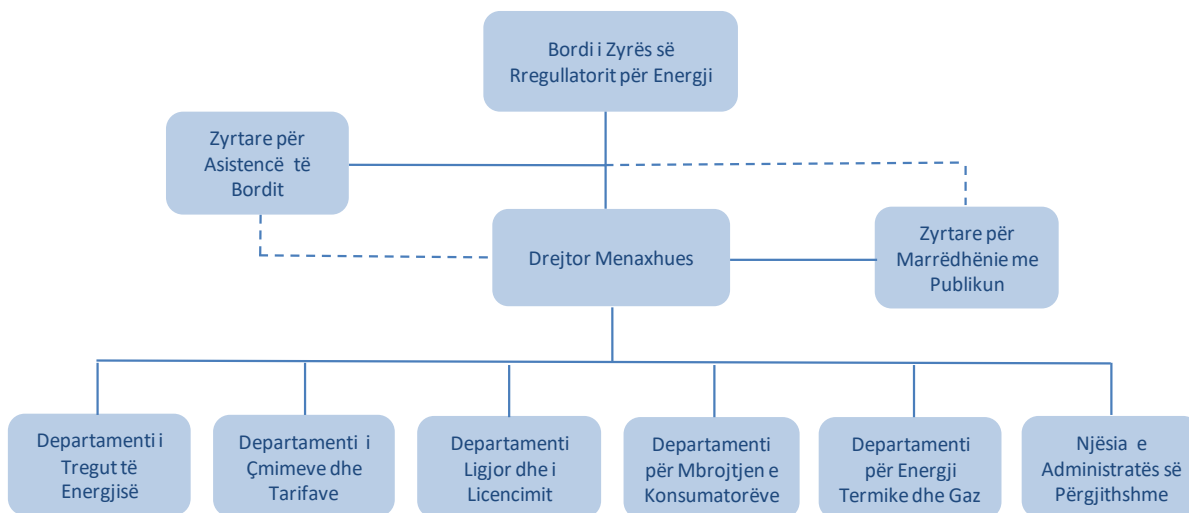 Bordi i Zyrës së
Rregullatorit për Energji
Zyrtare për
Asistencë të
Bordit
Drejtor Menaxhues
Zyrtare për
Marrëdhënie me
Publikun
Departamenti i
Tregut të
Energjisë
Departamenti i
Çmimeve dhe
Tarifave
Departamenti
Ligjor dhe i
Licencimit
Departamenti
për Mbrojtjen e
Konsumatorëve
Departamenti
për Energji
Termike dhe Gaz
Njësia e
Administratës së
Përgjithshme